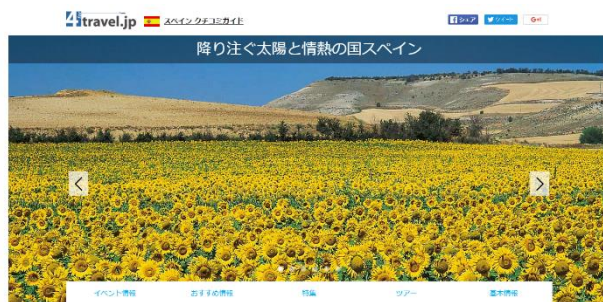 4travel.jp スペイン クチコミガイド
シェア ツイート G+1
降り注ぐ太陽と情熱の国スペイン
イベント情報 おすすめ情報 特集 ツアー 基本情報